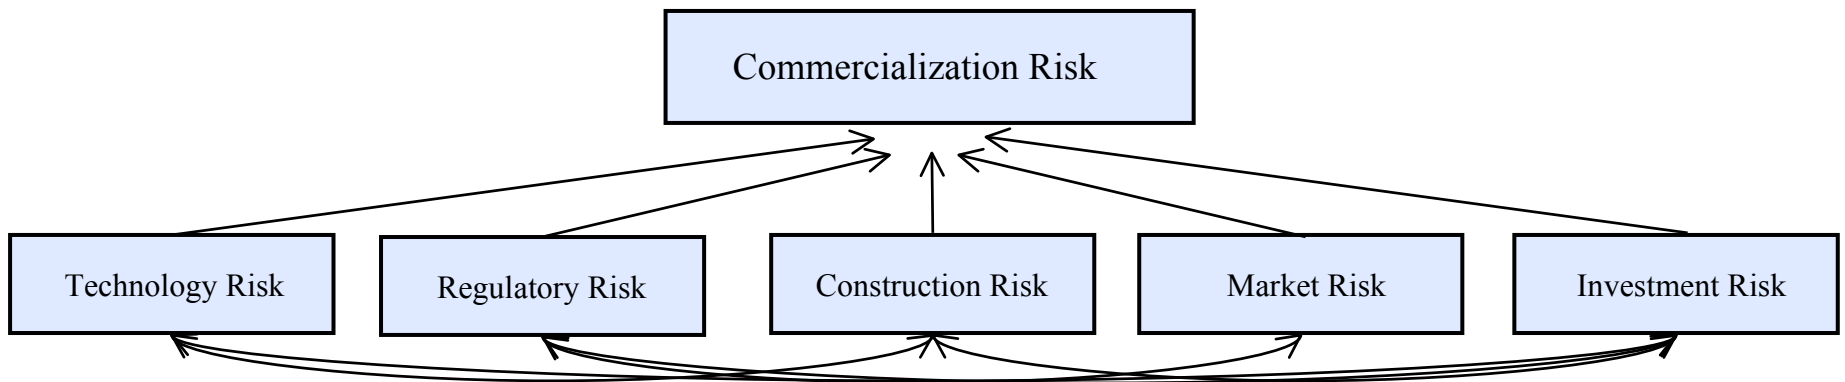 Commercialization Risk
Technology Risk
Regulatory Risk
Construction Risk
Market Risk
Investment Risk